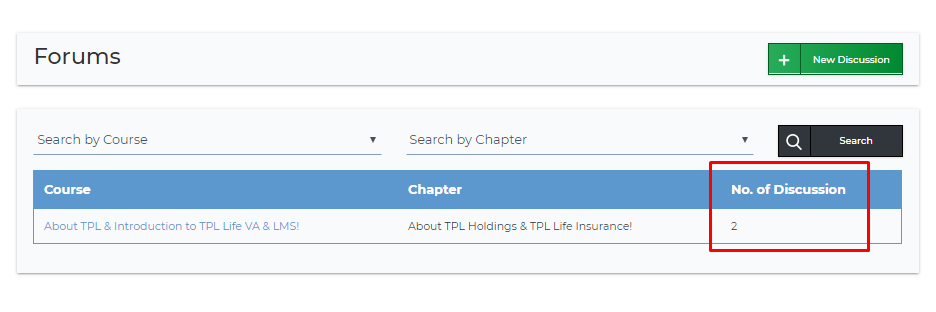 Forums
+ New Discussion
Search by Course
Search by Chapter
Search
Course Chapter No. of Discussion
About TPL & Introduction to TPL Life VA & LMS! About TPL Holdings & TPL Life Insurance! 2